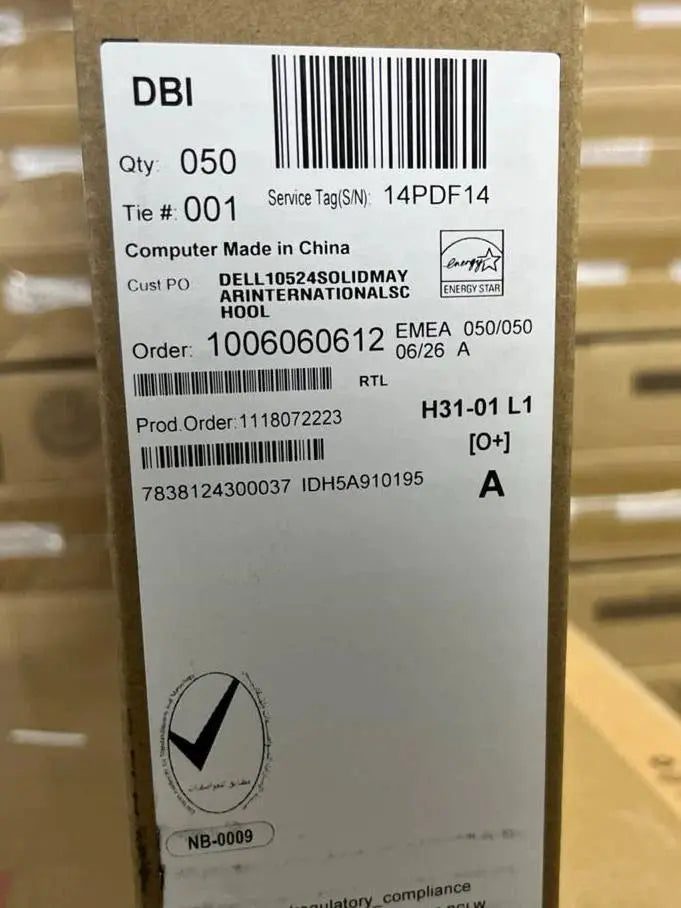 DBI
Qty: 050
Tie #: 001
Service Tag(S/N): 14PDF14
Computer Made in China
energy
ENERGY STAR
Cust PO DELL10524SOLIDMAY
ARINTERNATIONALSC
HOOL
Order: 1006060612
EMEA 050/050
06/26 A
RTL
Prod.Order:1118072223
H31-01 L1
[O+]
7838124300037 IDH5A910195
A
NB-0009
regulatory_compliance